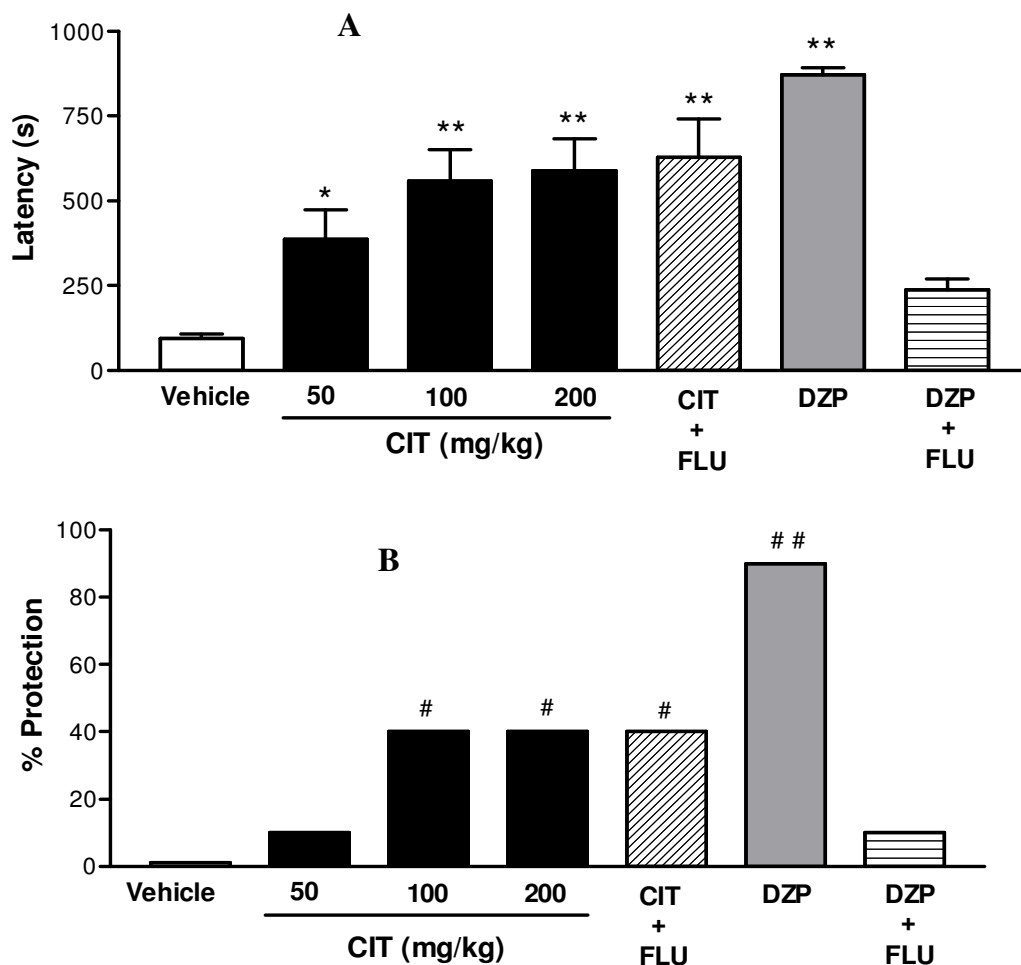 A
Latency (s)
1000
750
500
250
0
*
**
**
**
**
Vehicle
50
100
200
CIT (mg/kg)
CIT
+
FLU
DZP
DZP
+
FLU
B
% Protection
100
80
60
40
20
0
#
#
#
# #
Vehicle
50
100
200
CIT (mg/kg)
CIT
+
FLU
DZP
DZP
+
FLU